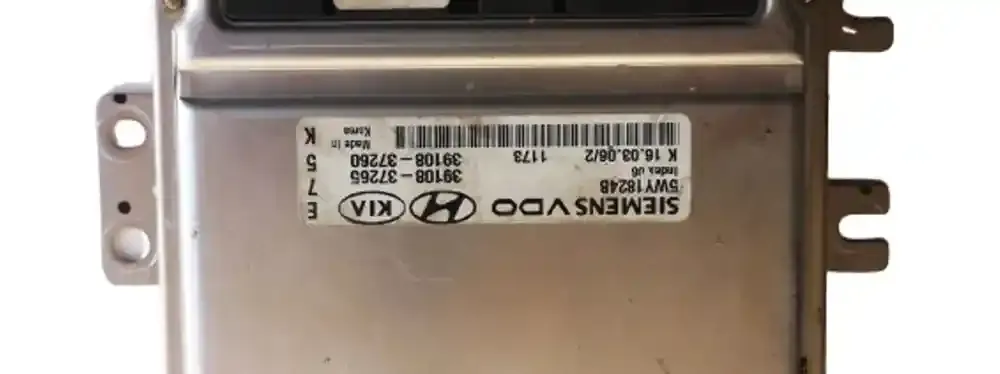 SIEMENS VDO KIA E 7
5WY1824B 39108-37265
Index J6 39108-37260 5
K 16.03.06/2 1173 Made In Korea K